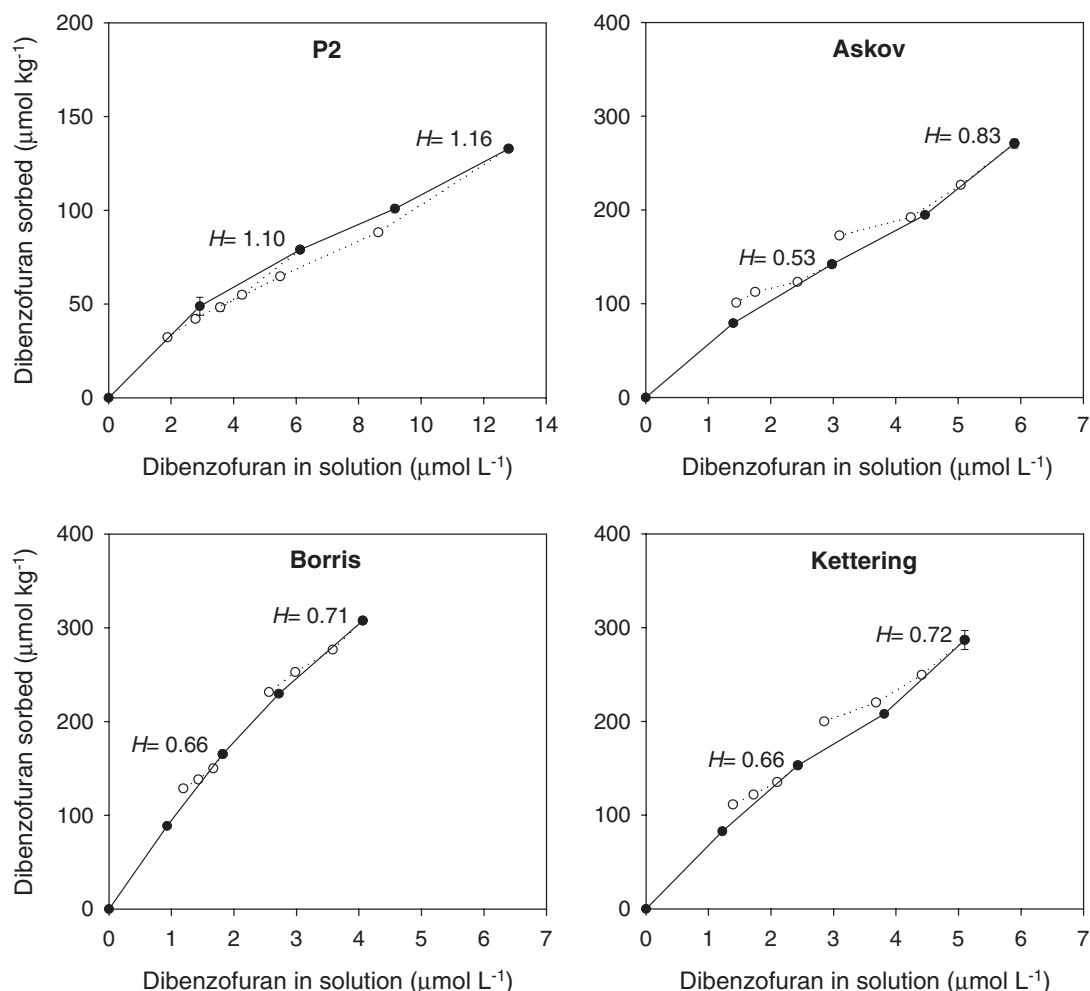 P2
Dibenzofuran sorbed (μmol kg-1)
200
150
100
50
0
H= 1.16
H= 1.10
0 2 4 6 8 10 12 14
Dibenzofuran in solution (μmol L-1)
Askov
400
300
200
100
0
H= 0.83
H= 0.53
0 1 2 3 4 5 6 7
Dibenzofuran in solution (μmol L-1)
Borris
Dibenzofuran sorbed (μmol kg-1)
400
300
200
100
0
H= 0.71
H= 0.66
0 1 2 3 4 5 6 7
Dibenzofuran in solution (μmol L-1)
Kettering
400
300
200
100
0
H= 0.72
H= 0.66
0 1 2 3 4 5 6 7
Dibenzofuran in solution (μmol L-1)